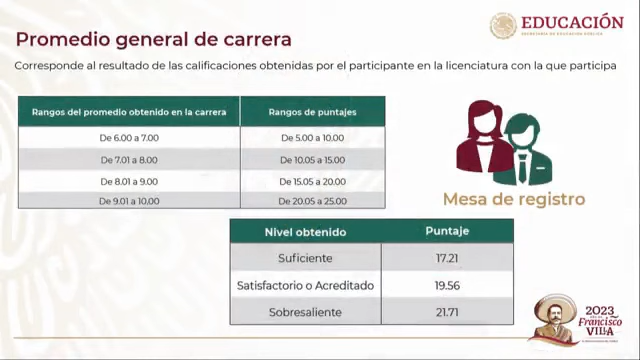 EDUCACIÓN
SECRETARÍA DE EDUCACIÓN PÚBLICA
Promedio general de carrera
Corresponde al resultado de las calificaciones obtenidas por el participante en la licenciatura con la que participa
Rangos del promedio obtenido en la carrera Rangos de puntajes
De 6.00 a 7.00 De 5.00 a 10.00
De 7.01 a 8.00 De 10.05 a 15.00
De 8.01 a 9.00 De 15.05 a 20.00
De 9.01 a 10.00 De 20.05 a 25.00
Mesa de registro
Nivel obtenido Puntaje
Suficiente 17.21
Satisfactorio o Acreditado 19.56
Sobresaliente 21.71
2023
Francisco
VILLA